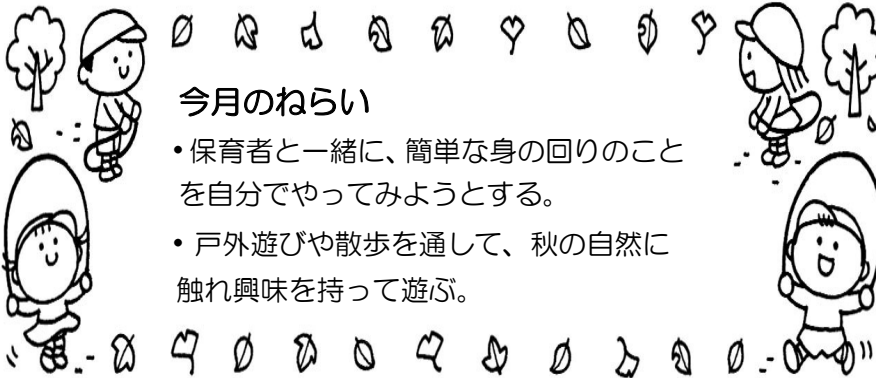 今月のねらい
•保育者と一緒に、簡単な身の回りのこと
を自分でやってみようとする。
• 戸外遊びや散歩を通して、秋の自然に
触れ興味を持って遊ぶ。